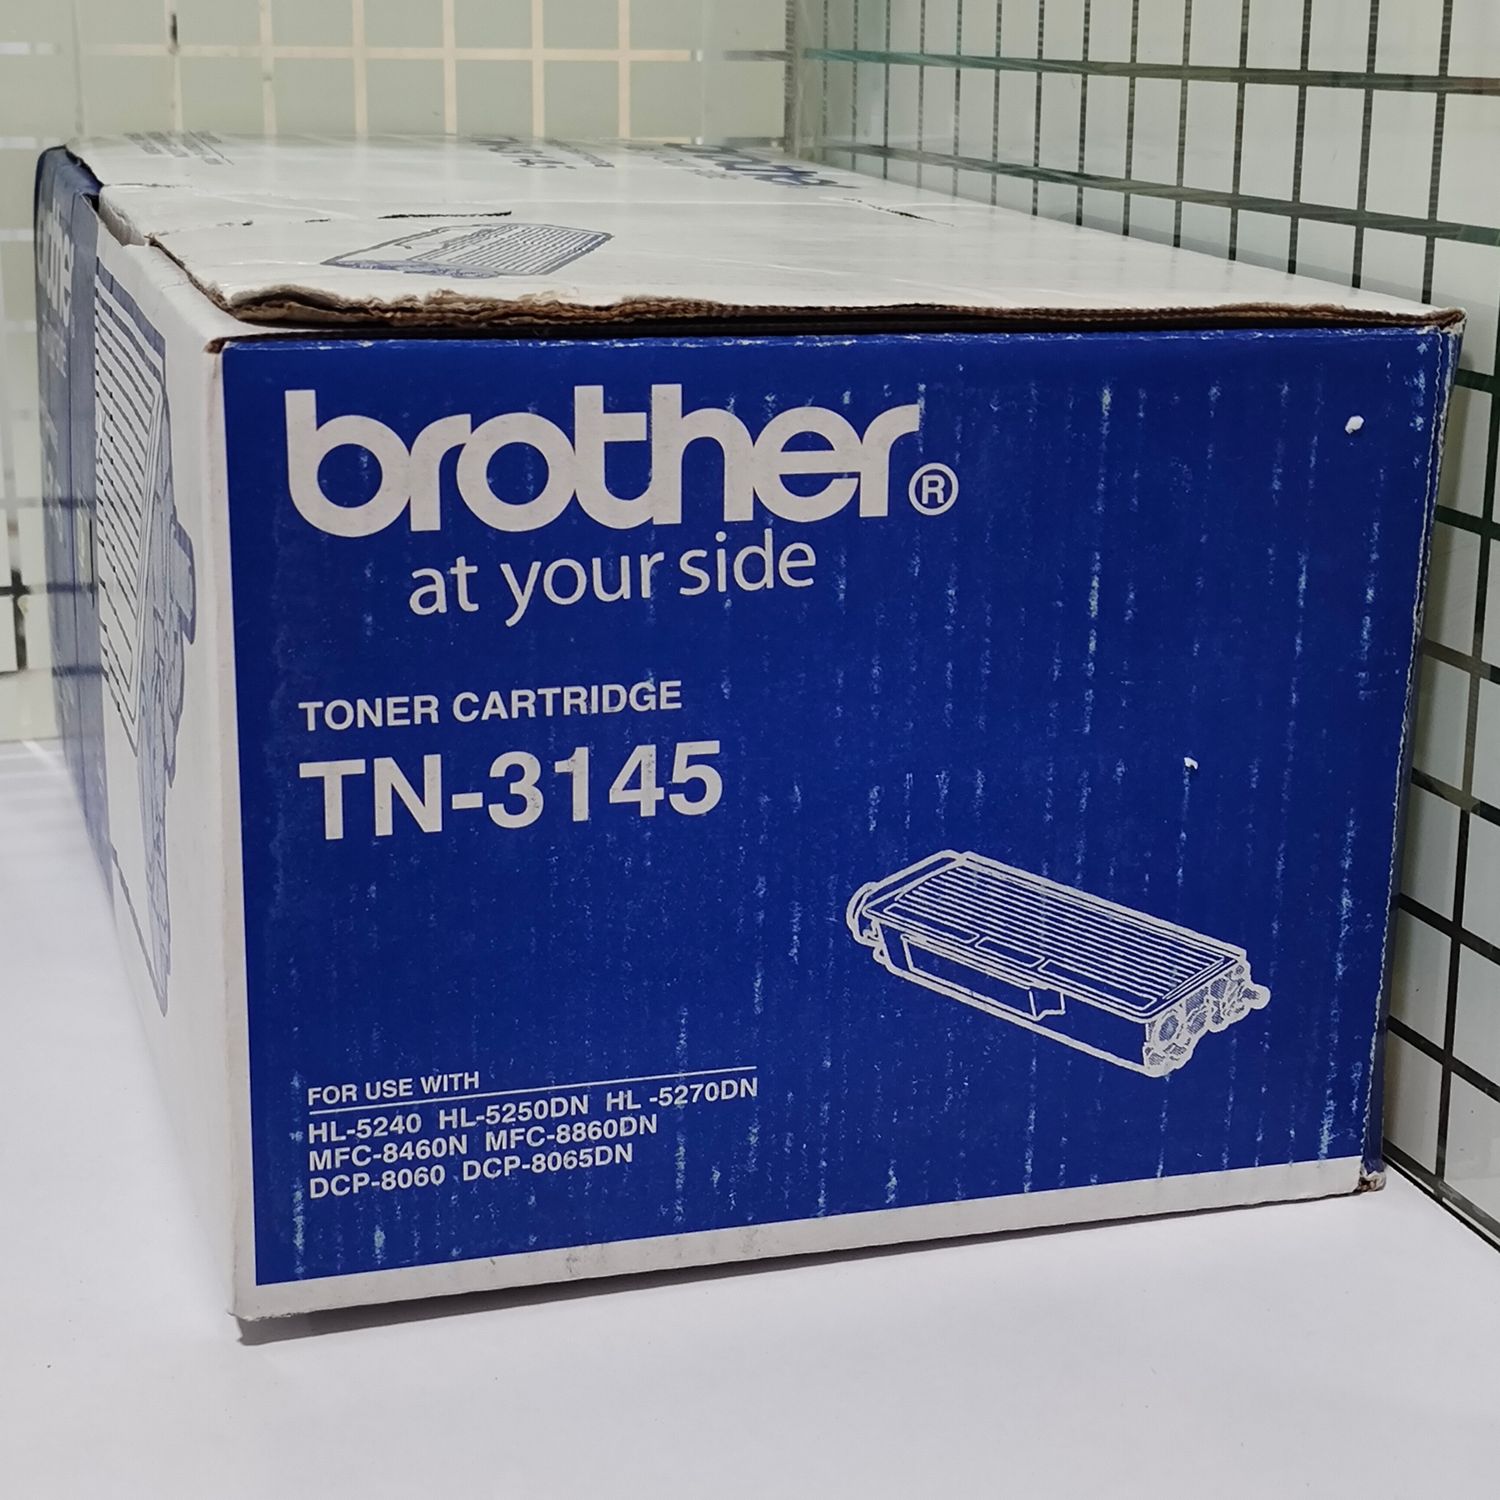 brother®
at your side
TONER CARTRIDGE
TN-3145
FOR USE WITH
HL-5240 HL-5250DN HL -5270DN
MFC-8460N MFC-8860DN
DCP-8060 DCP-8065DN